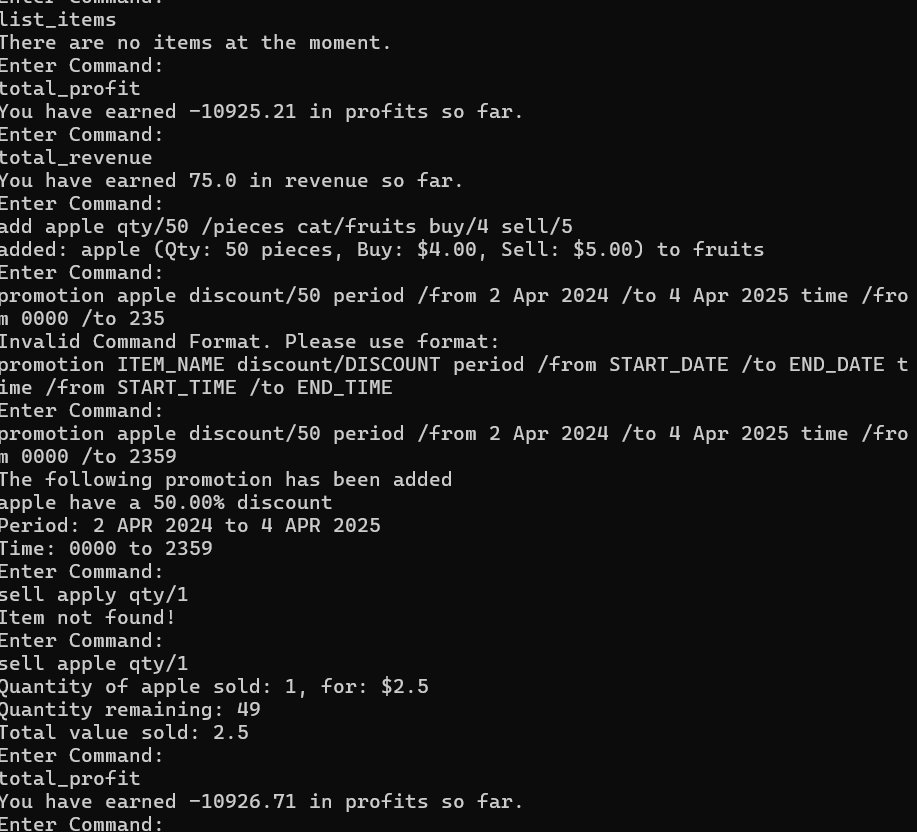 Enter Command:
list_items
There are no items at the moment.
Enter Command:
total_profit
You have earned -10925.21 in profits so far.
Enter Command:
total_revenue
You have earned 75.0 in revenue so far.
Enter Command:
add apple qty/50 /pieces cat/fruits buy/4 sell/5
added: apple (Qty: 50 pieces, Buy: $4.00, Sell: $5.00) to fruits
Enter Command:
promotion apple discount/50 period /from 2 Apr 2024 /to 4 Apr 2025 time /fro
m 0000 /to 235
Invalid Command Format. Please use format:
promotion ITEM_NAME discount/DISCOUNT period /from START_DATE /to END_DATE t
ime /from START_TIME /to END_TIME
Enter Command:
promotion apple discount/50 period /from 2 Apr 2024 /to 4 Apr 2025 time /fro
m 0000 /to 2359
The following promotion has been added
apple have a 50.00% discount
Period: 2 APR 2024 to 4 APR 2025
Time: 0000 to 2359
Enter Command:
sell apply qty/1
Item not found!
Enter Command:
sell apple qty/1
Quantity of apple sold: 1, for: $2.5
Quantity remaining: 49
Total value sold: 2.5
Enter Command:
total_profit
You have earned -10926.71 in profits so far.
Enter Command: